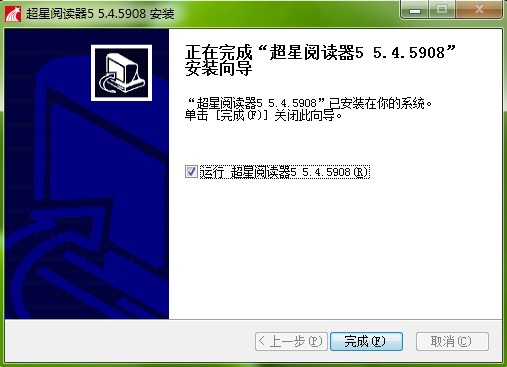 超星阅读器5 5.4.5908 安装
正在完成“超星阅读器5 5.4.5908”
安装向导
“超星阅读器5 5.4.5908”已安装在你的系统。
单击 [完成(F)] 关闭此向导。
运行 超星阅读器5 5.4.5908(R)
< 上一步(P)
完成(F)
取消(C)